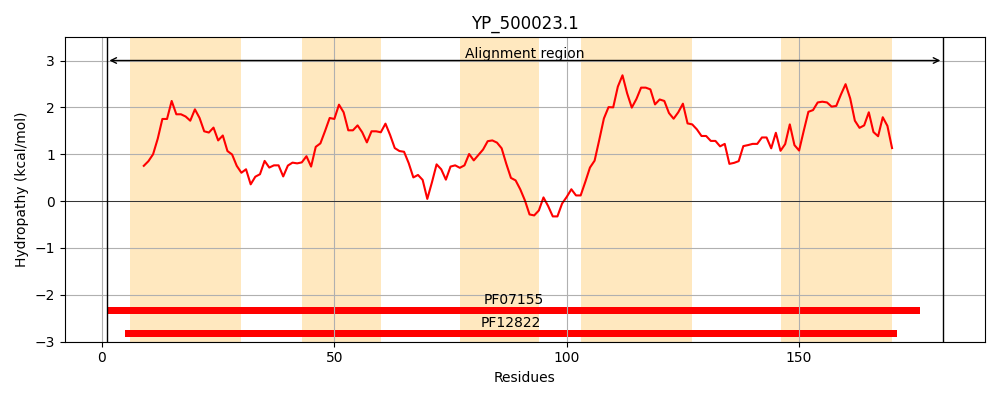 YP_500023.1
Alignment region
3
2
1
0
−1
−2
−3
Hydropathy (kcal/mol)
PF07155
PF12822
0 50 100 150
Residues